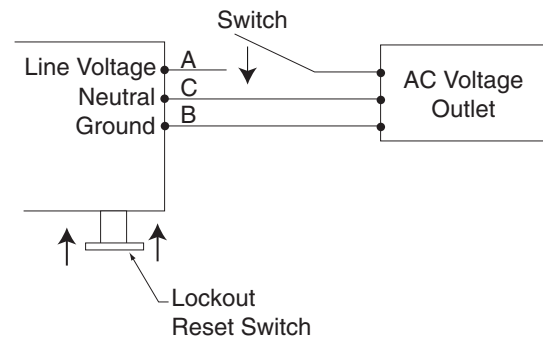 Switch
Line Voltage
A
Neutral
C
Ground
B
AC Voltage
Outlet
Lockout
Reset Switch